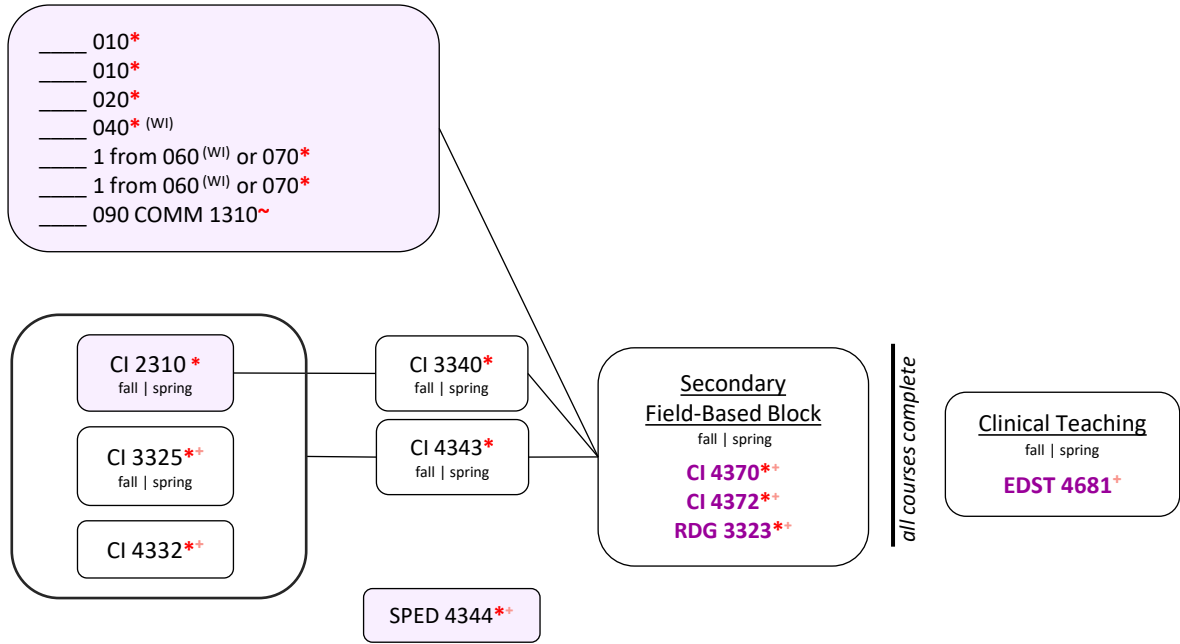 ____ 010*
____ 010*
____ 020*
____ 040* (WI)
____ 1 from 060 (WI) or 070*
____ 1 from 060 (WI) or 070*
____ 090 COMM 1310~
CI 2310 *
fall | spring
CI 3325*+
fall | spring
CI 4332*+
CI 3340*
fall | spring
CI 4343*
fall | spring
SPED 4344*+
Secondary
Field-Based Block
fall | spring
CI 4370*+
CI 4372*+
RDG 3323*+
all courses complete
Clinical Teaching
fall | spring
EDST 4681+